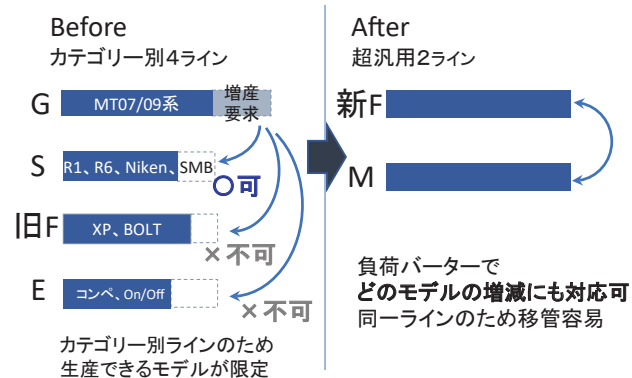 Before
カテゴリー別4ライン
G
MT07/09系
増産
要求
S
R1、R6、Niken、SMB
〇可
旧F
XP、BOLT
×不可
E
コンペ、On/Off
×不可
カテゴリー別ラインのため
生産できるモデルが限定
After
超汎用2ライン
新F
M
負荷バーターで
どのモデルの増減にも対応可
同一ラインのため移管容易